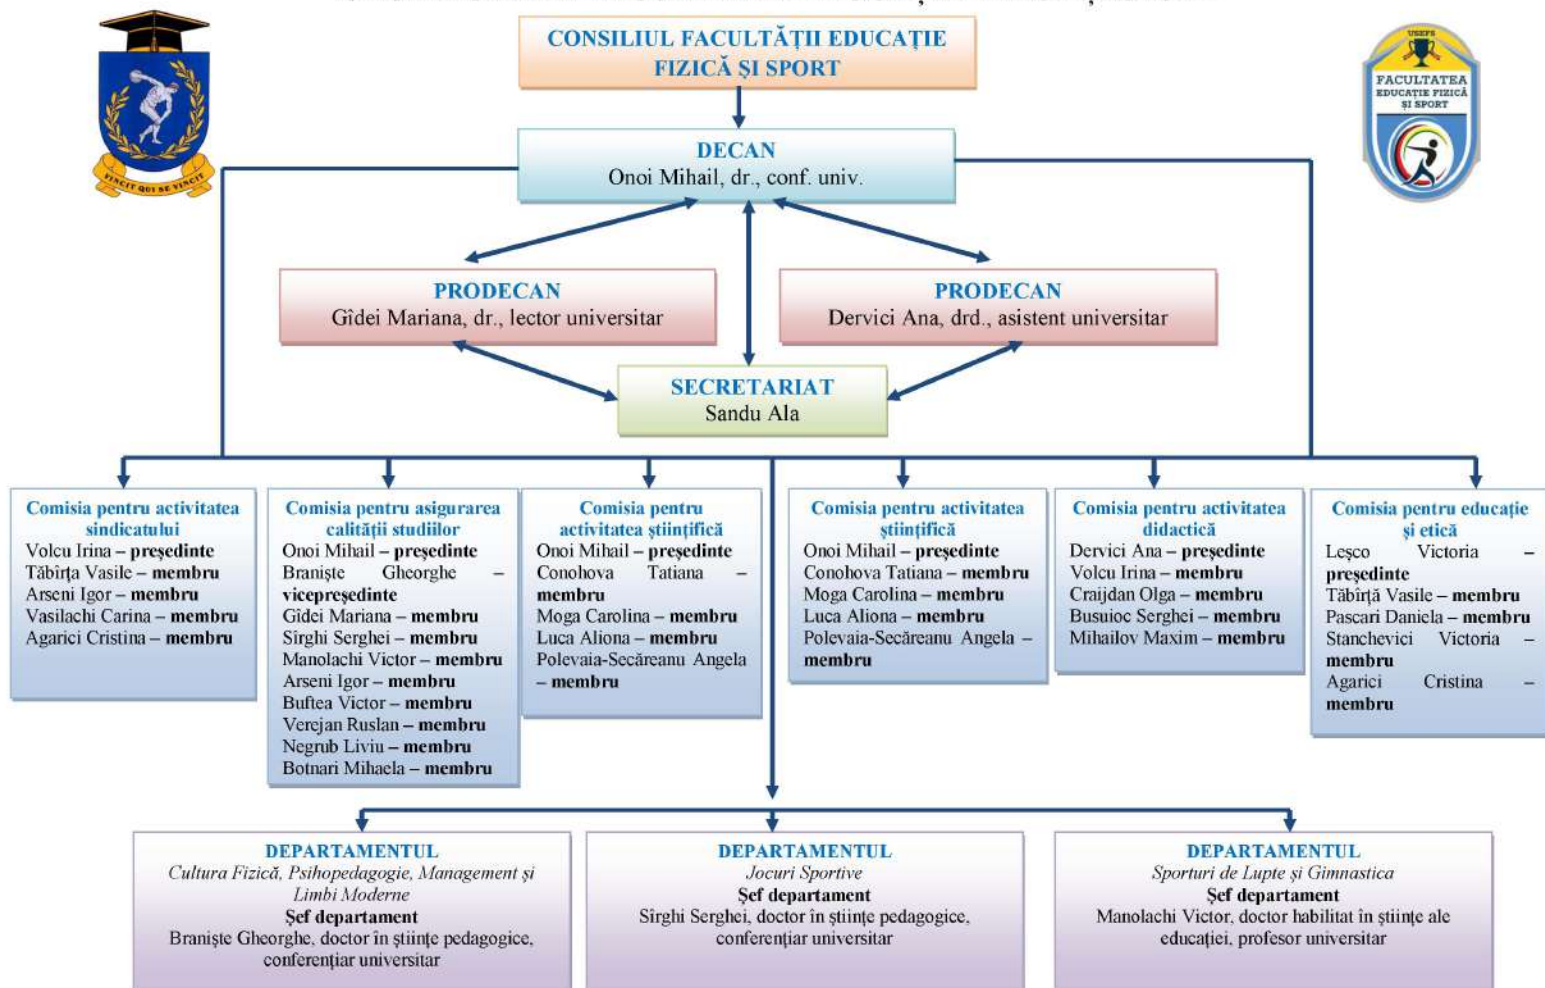 CONSILIUL FACULTĂȚII EDUCAȚIE
FIZICĂ ȘI SPORT
VINCIT QUI SE VINCIT
USEFS
FACULTATEA
EDUCAȚIE FIZICĂ
ȘI SPORT
DECAN
Onoi Mihail, dr., conf. univ.
PRODECAN
Gîdei Mariana, dr., lector universitar
PRODECAN
Dervici Ana, drd., asistent universitar
SECRETARIAT
Sandu Ala
Comisia pentru activitatea
sindicatului
Volcu Irina – președinte
Tăbîrța Vasile – membru
Arseni Igor – membru
Vasilachi Carina – membru
Agarici Cristina – membru
Comisia pentru asigurarea
calității studiilor
Onoi Mihail – președinte
Braniște Gheorghe –
vicepreședinte
Gîdei Mariana – membru
Sîrghi Serghei – membru
Manolachi Victor – membru
Arseni Igor – membru
Buftea Victor – membru
Verejan Ruslan – membru
Negrub Liviu – membru
Botnari Mihaela – membru
Comisia pentru
activitatea științifică
Onoi Mihail – președinte
Conohova Tatiana –
membru
Moga Carolina – membru
Luca Aliona – membru
Polevaia-Secăreanu Angela
– membru
Comisia pentru activitatea
științifică
Onoi Mihail – președinte
Conohova Tatiana – membru
Moga Carolina – membru
Luca Aliona – membru
Polevaia-Secăreanu Angela –
membru
Comisia pentru activitatea
didactică
Dervici Ana – președinte
Volcu Irina – membru
Craijdan Olga – membru
Busuioc Serghei – membru
Mihailov Maxim – membru
Comisia pentru educație
și etică
Leșco Victoria –
președinte
Tăbîrță Vasile – membru
Pascari Daniela – membru
Stanchevici Victoria –
membru
Agarici Cristina –
membru
DEPARTAMENTUL
Cultura Fizică, Psihopedagogie, Management și
Limbi Moderne
Șef departament
Braniște Gheorghe, doctor în științe pedagogice,
conferențiar universitar
DEPARTAMENTUL
Jocuri Sportive
Șef departament
Sîrghi Serghei, doctor în științe pedagogice,
conferențiar universitar
DEPARTAMENTUL
Sporturi de Lupte și Gimnastica
Șef departament
Manolachi Victor, doctor habilitat în științe ale
educației, profesor universitar